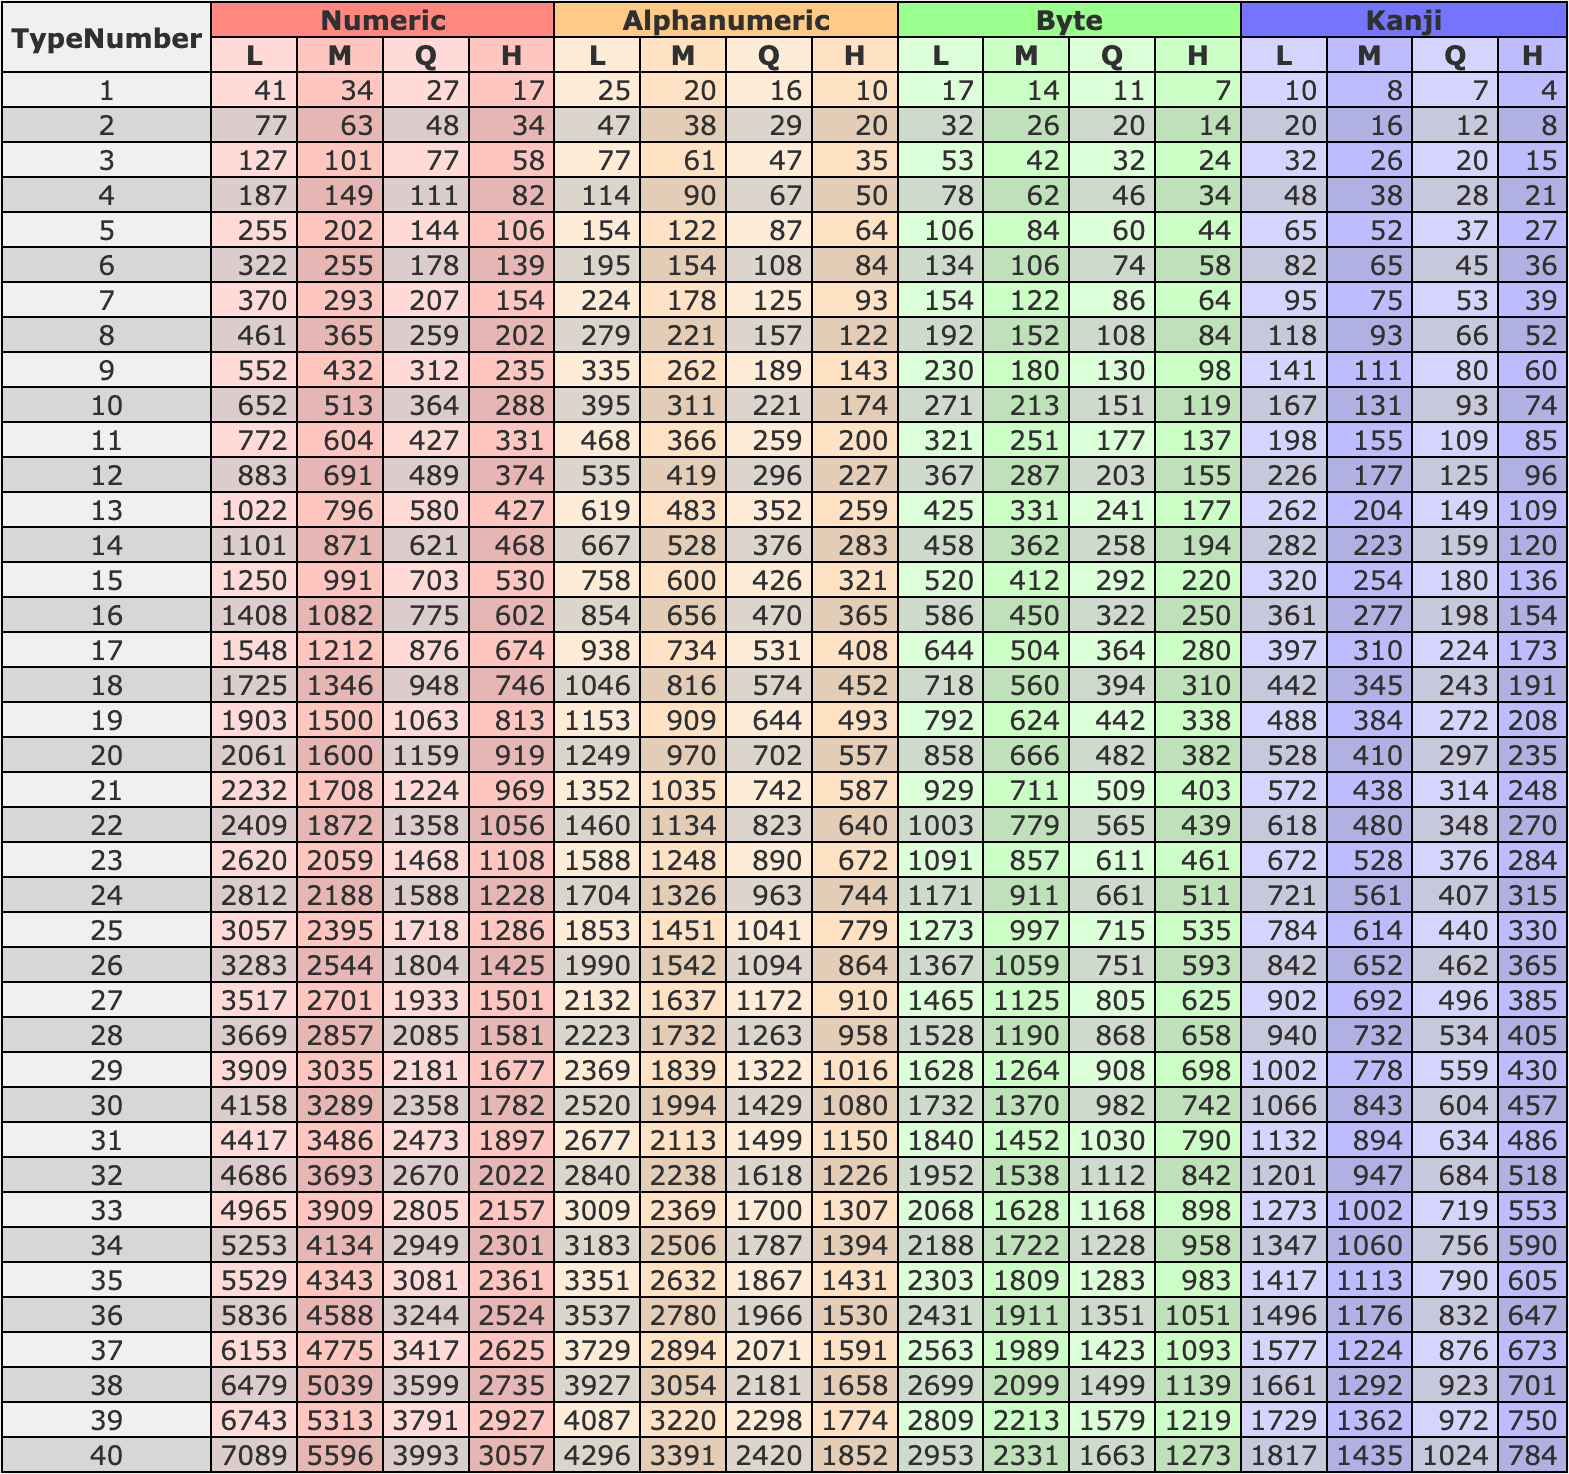 TypeNumber Numeric Alphanumeric Byte Kanji
L M Q H L M Q H L M Q H L M Q H
1 41 34 27 17 25 20 16 10 17 14 11 7 10 8 7 4
2 77 63 48 34 47 38 29 20 32 26 20 14 20 16 12 8
3 127 101 77 58 77 61 47 35 53 42 32 24 32 26 20 15
4 187 149 111 82 114 90 67 50 78 62 46 34 48 38 28 21
5 255 202 144 106 154 122 87 64 106 84 60 44 65 52 37 27
6 322 255 178 139 195 154 108 84 134 106 74 58 82 65 45 36
7 370 293 207 154 224 178 125 93 154 122 86 64 95 75 53 39
8 461 365 259 202 279 221 157 122 192 152 108 84 118 93 66 52
9 552 432 312 235 335 262 189 143 230 180 130 98 141 111 80 60
10 652 513 364 288 395 311 221 174 271 213 151 119 167 131 93 74
11 772 604 427 331 468 366 259 200 321 251 177 137 198 155 109 85
12 883 691 489 374 535 419 296 227 367 287 203 155 226 177 125 96
13 1022 796 580 427 619 483 352 259 425 331 241 177 262 204 149 109
14 1101 871 621 468 667 528 376 283 458 362 258 194 282 223 159 120
15 1250 991 703 530 758 600 426 321 520 412 292 220 320 254 180 136
16 1408 1082 775 602 854 656 470 365 586 450 322 250 361 277 198 154
17 1548 1212 876 674 938 734 531 408 644 504 364 280 397 310 224 173
18 1725 1346 948 746 1046 816 574 452 718 560 394 310 442 345 243 191
19 1903 1500 1063 813 1153 909 644 493 792 624 442 338 488 384 272 208
20 2061 1600 1159 919 1249 970 702 557 858 666 482 382 528 410 297 235
21 2232 1708 1224 969 1352 1035 742 587 929 711 509 403 572 438 314 248
22 2409 1872 1358 1056 1460 1134 823 640 1003 779 565 439 618 480 348 270
23 2620 2059 1468 1108 1588 1248 890 672 1091 857 611 461 672 528 376 284
24 2812 2188 1588 1228 1704 1326 963 744 1171 911 661 511 721 561 407 315
25 3057 2395 1718 1286 1853 1451 1041 779 1273 997 715 535 784 614 440 330
26 3283 2544 1804 1425 1990 1542 1094 864 1367 1059 751 593 842 652 462 365
27 3517 2701 1933 1501 2132 1637 1172 910 1465 1125 805 625 902 692 496 385
28 3669 2857 2085 1581 2223 1732 1263 958 1528 1190 868 658 940 732 534 405
29 3909 3035 2181 1677 2369 1839 1322 1016 1628 1264 908 698 1002 778 559 430
30 4158 3289 2358 1782 2520 1994 1429 1080 1732 1370 982 742 1066 843 604 457
31 4417 3486 2473 1897 2677 2113 1499 1150 1840 1452 1030 790 1132 894 634 486
32 4686 3693 2670 2022 2840 2238 1618 1226 1952 1538 1112 842 1201 947 684 518
33 4965 3909 2805 2157 3009 2369 1700 1307 2068 1628 1168 898 1273 1002 719 553
34 5253 4134 2949 2301 3183 2506 1787 1394 2188 1722 1228 958 1347 1060 756 590
35 5529 4343 3081 2361 3351 2632 1867 1431 2303 1809 1283 983 1417 1113 790 605
36 5836 4588 3244 2524 3537 2780 1966 1530 2431 1911 1351 1051 1496 1176 832 647
37 6153 4775 3417 2625 3729 2894 2071 1591 2563 1989 1423 1093 1577 1224 876 673
38 6479 5039 3599 2735 3927 3054 2181 1658 2699 2099 1499 1139 1661 1292 923 701
39 6743 5313 3791 2927 4087 3220 2298 1774 2809 2213 1579 1219 1729 1362 972 750
40 7089 5596 3993 3057 4296 3391 2420 1852 2953 2331 1663 1273 1817 1435 1024 784